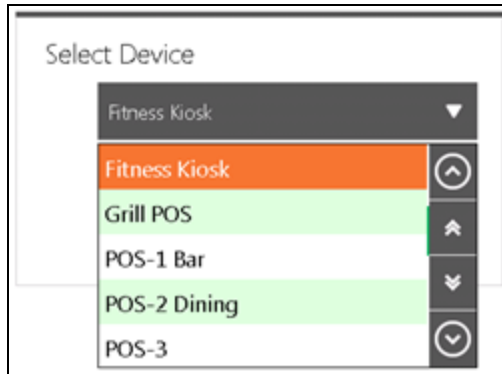 Select Device
Fitness Kiosk
Fitness Kiosk
Grill POS
POS-1 Bar
POS-2 Dining
POS-3